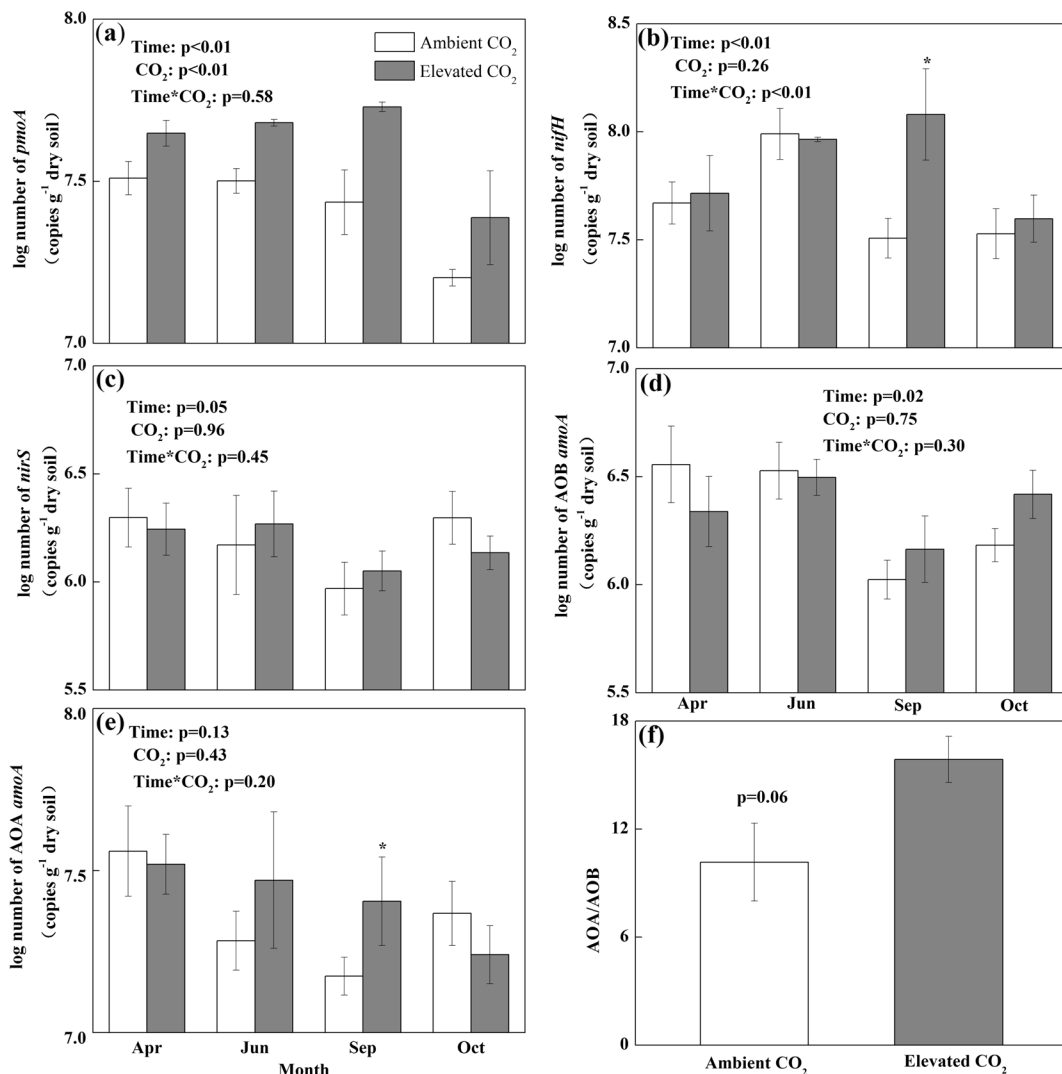 (a)
Time: p<0.01
CO₂: p<0.01
Time*CO₂: p=0.58
Ambient CO₂
Elevated CO₂
8.0
7.5
7.0
log number of pmoA
(copies g⁻¹ dry soil)
(b)
Time: p<0.01
CO₂: p=0.26
Time*CO₂: p<0.01
*
8.5
8.0
7.5
7.0
log number of nifH
(copies g⁻¹ dry soil)
(c)
Time: p=0.05
CO₂: p=0.96
Time*CO₂: p=0.45
7.0
6.5
6.0
5.5
log number of nirS
(copies g⁻¹ dry soil)
(d)
Time: p=0.02
CO₂: p=0.75
Time*CO₂: p=0.30
7.0
6.5
6.0
5.5
log number of AOB amoA
(copies g⁻¹ dry soil)
Apr
Jun
Sep
Oct
(e)
Time: p=0.13
CO₂: p=0.43
Time*CO₂: p=0.20
*
8.0
7.5
7.0
log number of AOA amoA
(copies g⁻¹ dry soil)
Apr
Jun
Sep
Oct
Month
(f)
p=0.06
18
12
6
0
AOA/AOB
Ambient CO₂
Elevated CO₂